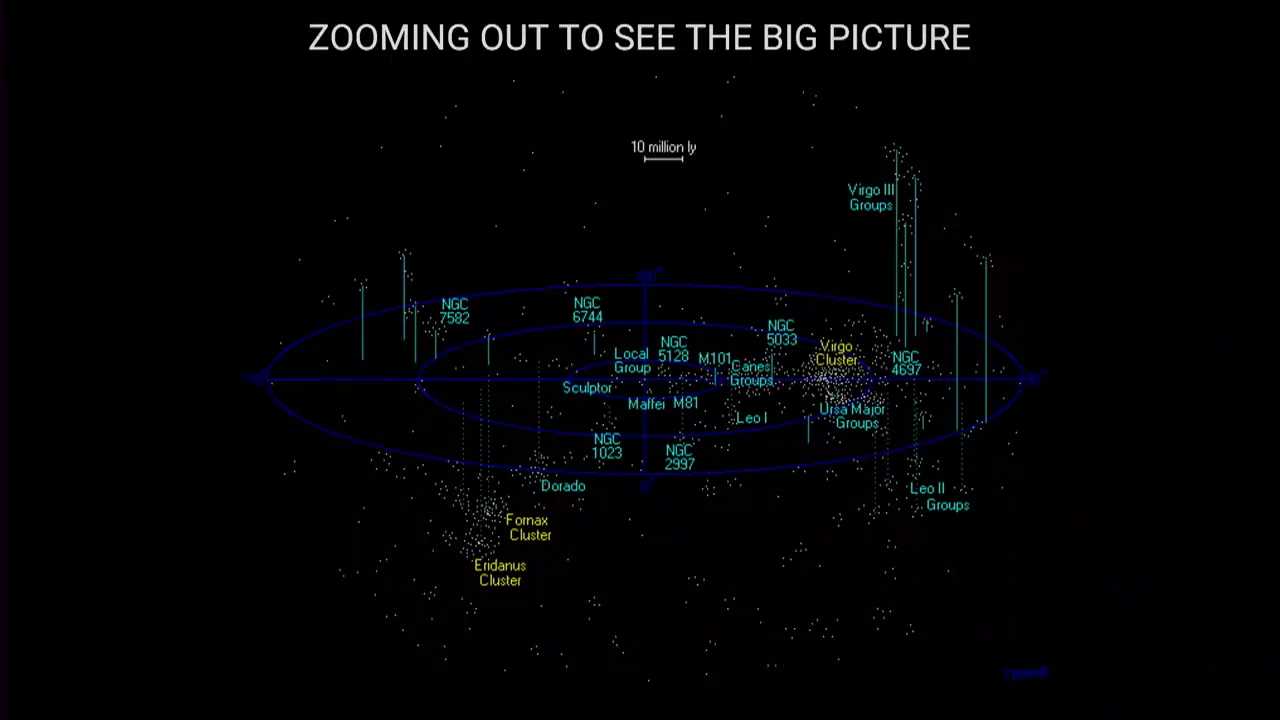 ZOOMING OUT TO SEE THE BIG PICTURE
10 million ly
Virgo III
Groups
NGC
7582
NGC
6744
NGC
5033
NGC
5128
Local
Group
M101
Canes
Groups
Virgo
Cluster
NGC
4697
Sculptor
Maffei
M81
Leo I
Ursa Major
Groups
NGC
1023
NGC
2997
Dorado
Leo II
Groups
Fornax
Cluster
Eridanus
Cluster